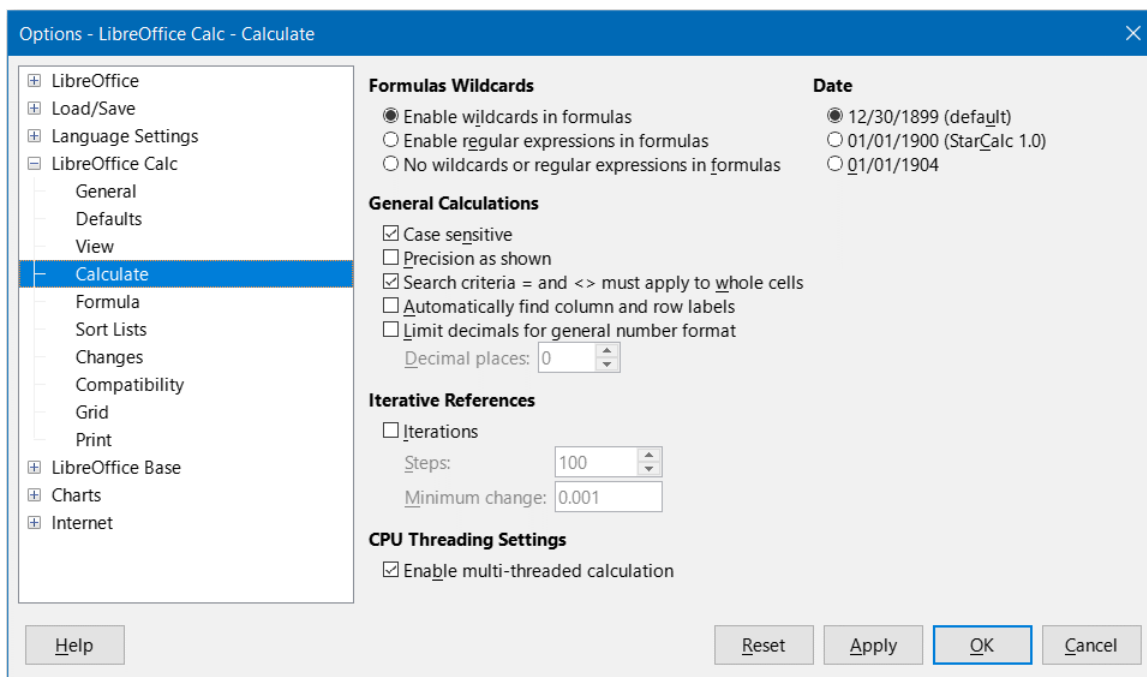 Options - LibreOffice Calc - Calculate
LibreOffice
Load/Save
Language Settings
LibreOffice Calc
General
Defaults
View
Calculate
Formula
Sort Lists
Changes
Compatibility
Grid
Print
LibreOffice Base
Charts
Internet
Formulas Wildcards
Enable wildcards in formulas
Enable regular expressions in formulas
No wildcards or regular expressions in formulas
Date
12/30/1899 (default)
01/01/1900 (StarCalc 1.0)
01/01/1904
General Calculations
Case sensitive
Precision as shown
Search criteria = and <> must apply to whole cells
Automatically find column and row labels
Limit decimals for general number format
Decimal places: 0
Iterative References
Iterations
Steps: 100
Minimum change: 0.001
CPU Threading Settings
Enable multi-threaded calculation
Help
Reset
Apply
OK
Cancel